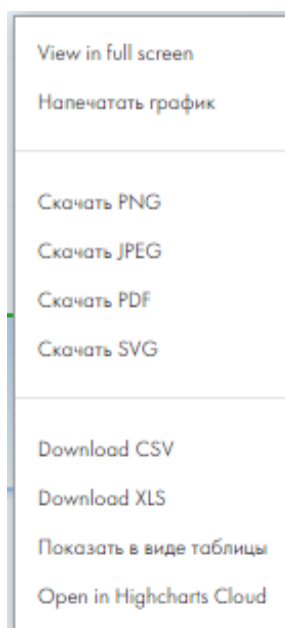 View in full screen
Напечатать график
Скачать PNG
Скачать JPEG
Скачать PDF
Скачать SVG
Download CSV
Download XLS
Показать в виде таблицы
Open in Highcharts Cloud